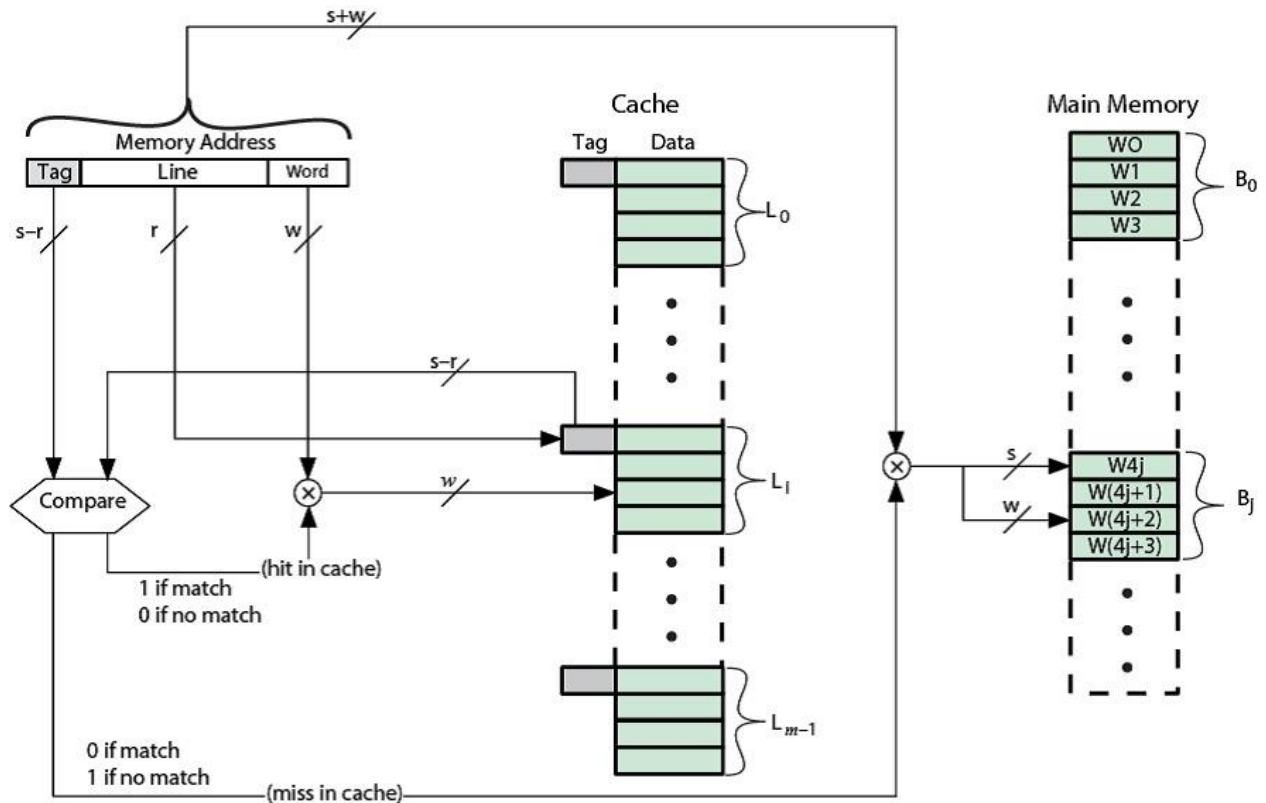 s+w
Cache
Main Memory
Memory Address
Tag Data
Tag Line Word
WO
W1
W2
W3
B0
L0
s–r
r
w
s–r
Compare
w
Li
s
w
W4j
W(4j+1)
W(4j+2)
W(4j+3)
Bj
(hit in cache)
1 if match
0 if no match
Lm–1
0 if match
1 if no match
(miss in cache)